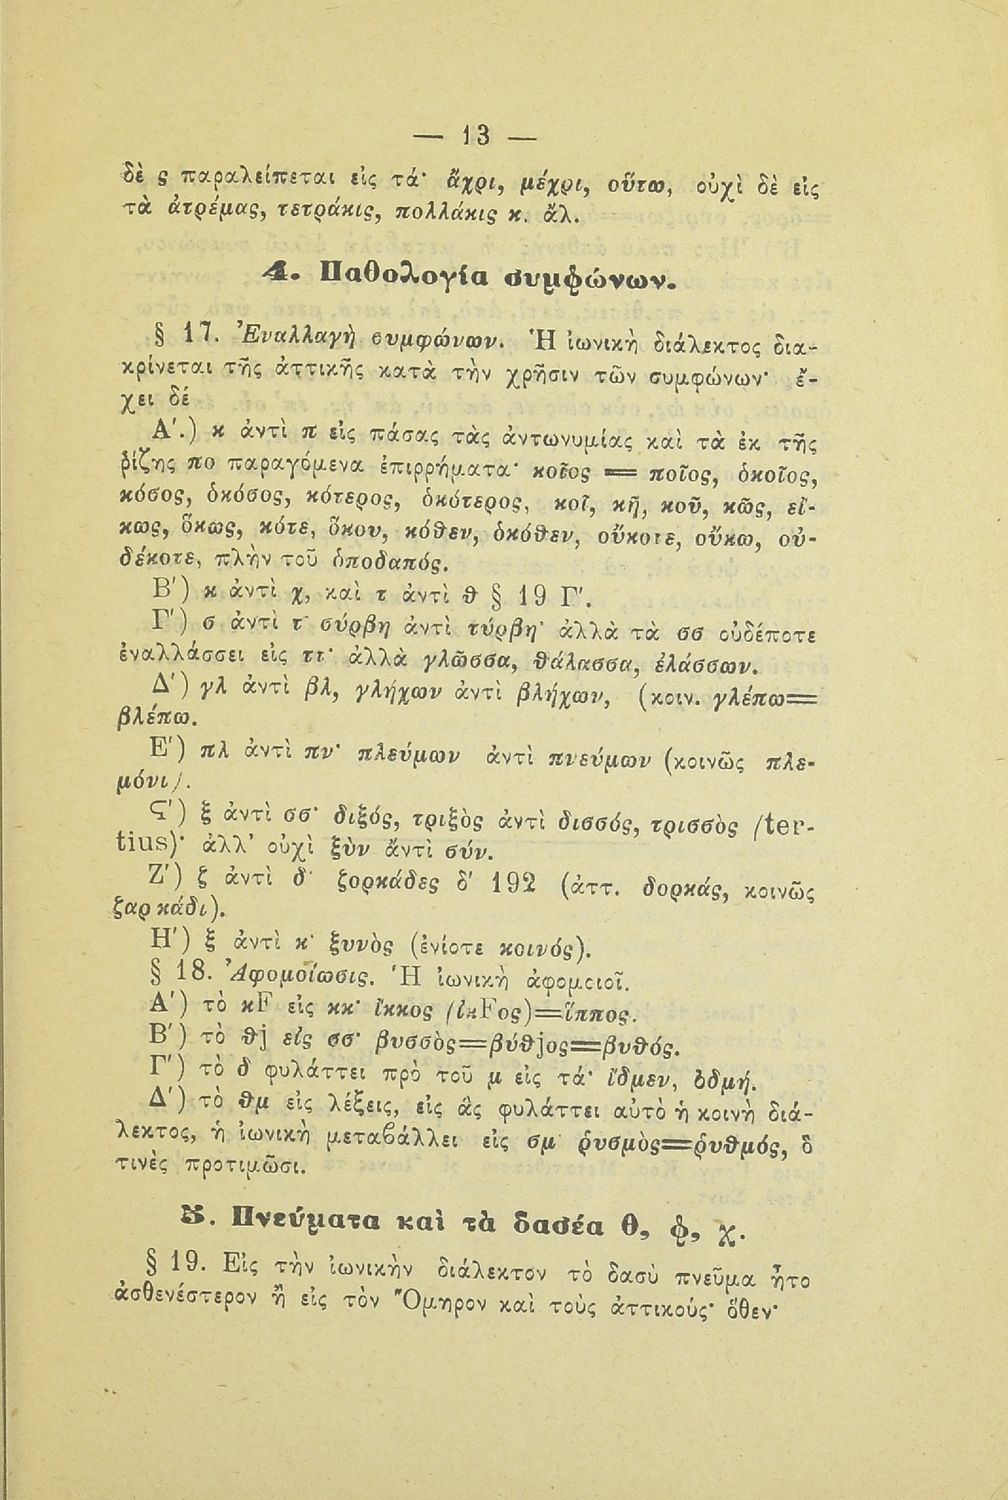 — 13 —
δὲ ς παραλείπεται εἰς τά· ἄχρι, μέχρι, οὕτω, οὐχὶ δὲ εἰς
τὰ ἀτρέμας, τετράκις, πολλάκις κ. ἄλ.
4. Παθολογία συμφώνων.
§ 17. Ἐναλλαγὴ συμφώνων. Ἡ ἰωνικὴ διάλεκτος δια-
κρίνεται τῆς ἀττικῆς κατὰ τὴν χρῆσιν τῶν συμφώνων· ἔ-
χει δέ
Α΄.) κ ἀντὶ π εἰς πάσας τὰς ἀντωνυμίας καὶ τὰ ἐκ τῆς
ῥίζης πο παραγόμενα ἐπιρρήματα· κοῖος = ποῖος, ὁκοῖος,
κόσος, ὁκόσος, κότερος, ὁκότερος, κοῖ, κῇ, κοῦ, κῶς, εἴ-
κως, ὅκως, κότε, ὅκου, κόθεν, ὁκόθεν, οὔκοτε, οὔκω, οὐ-
δέκοτε, πλὴν τοῦ ὁποδαπός.
Β΄) κ ἀντὶ χ, καὶ τ ἀντὶ θ § 19 Γ΄.
Γ΄) σ ἀντὶ τ· σύρβη ἀντὶ τύρβη· ἀλλὰ τὰ σσ οὐδέποτε
ἐναλλάσσει εἰς ττ· ἀλλὰ γλῶσσα, θάλασσα, ἐλάσσων.
Δ΄) γλ ἀντὶ βλ, γλήχων ἀντὶ βλήχων, (κοιν. γλέπω=
βλέπω.
Ε΄) πλ ἀντὶ πν· πλεύμων ἀντὶ πνεύμων (κοινῶς πλε-
μόνι).
Ϛ΄) ξ ἀντὶ σσ· διξός, τριξὸς ἀντὶ δισσός, τρισσὸς (ter-
tius)· ἀλλ' οὐχὶ ξὺν ἀντὶ σύν.
Ζ΄) ζ ἀντὶ δ· ζορκάδες δ' 192 (ἀττ. δορκάς, κοινῶς
ζαρκάδι).
Η΄) ξ ἀντὶ κ· ξυνὸς (ἐνίοτε κοινός).
§ 18. Ἀφομοίωσις. Ἡ ἰωνικὴ ἀφομοιοῖ.
Α΄) τὸ κF εἰς κκ· ἴκκος (ἰκFος)=ἵππος.
Β΄) τὸ θj εἰς σσ· βυσσὸς=βύθjος=βυθός.
Γ΄) τὸ δ φυλάττει πρὸ τοῦ μ εἰς τά· ἴδμεν, ὀδμή.
Δ΄) τὸ θμ εἰς λέξεις, εἰς ἃς φυλάττει αὐτὸ ἡ κοινὴ διά-
λεκτος, ἡ ἰωνικὴ μεταβάλλει εἰς σμ· ῥυσμὸς=ῥυθμός, ὃ
τινὲς προτιμῶσι.
5. Πνεύματα καὶ τὰ δασέα θ, φ, χ.
§ 19. Εἰς τὴν ἰωνικὴν διάλεκτον τὸ δασὺ πνεῦμα ἦτο
ἀσθενέστερον ἢ εἰς τὸν Ὅμηρον καὶ τοὺς ἀττικούς· ὅθεν·